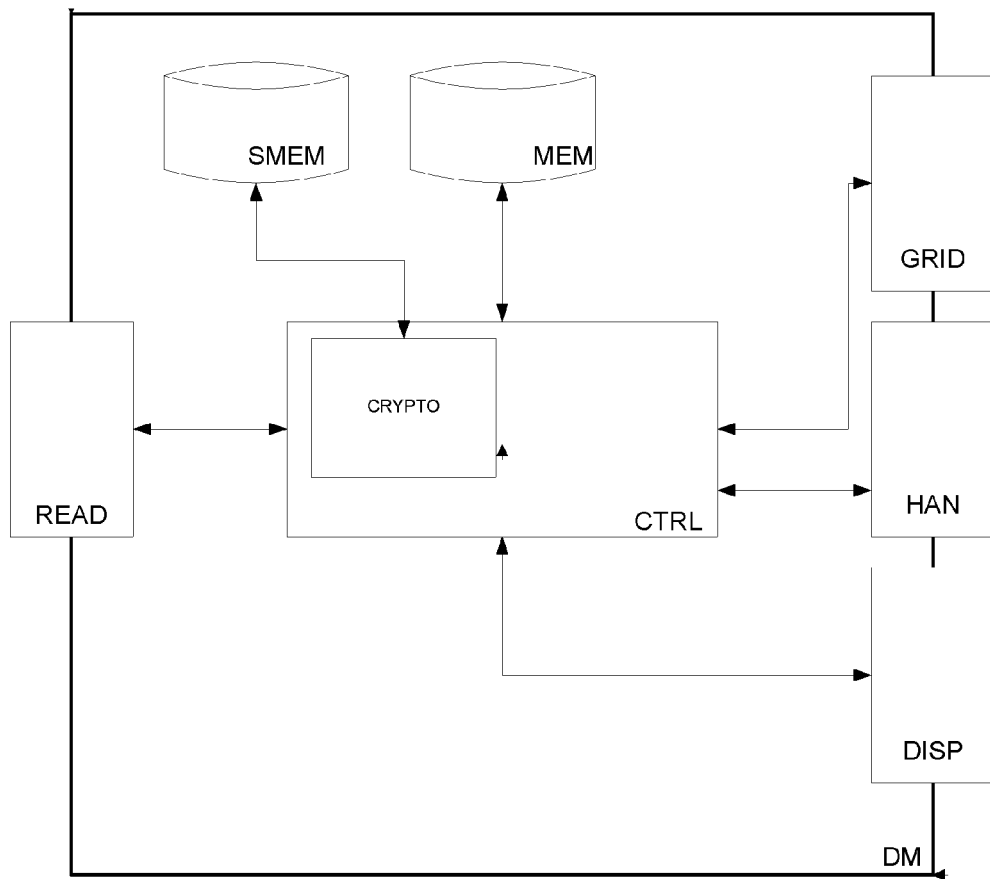 SMEM
MEM
GRID
CRYPTO
READ
CTRL
HAN
DISP
DM